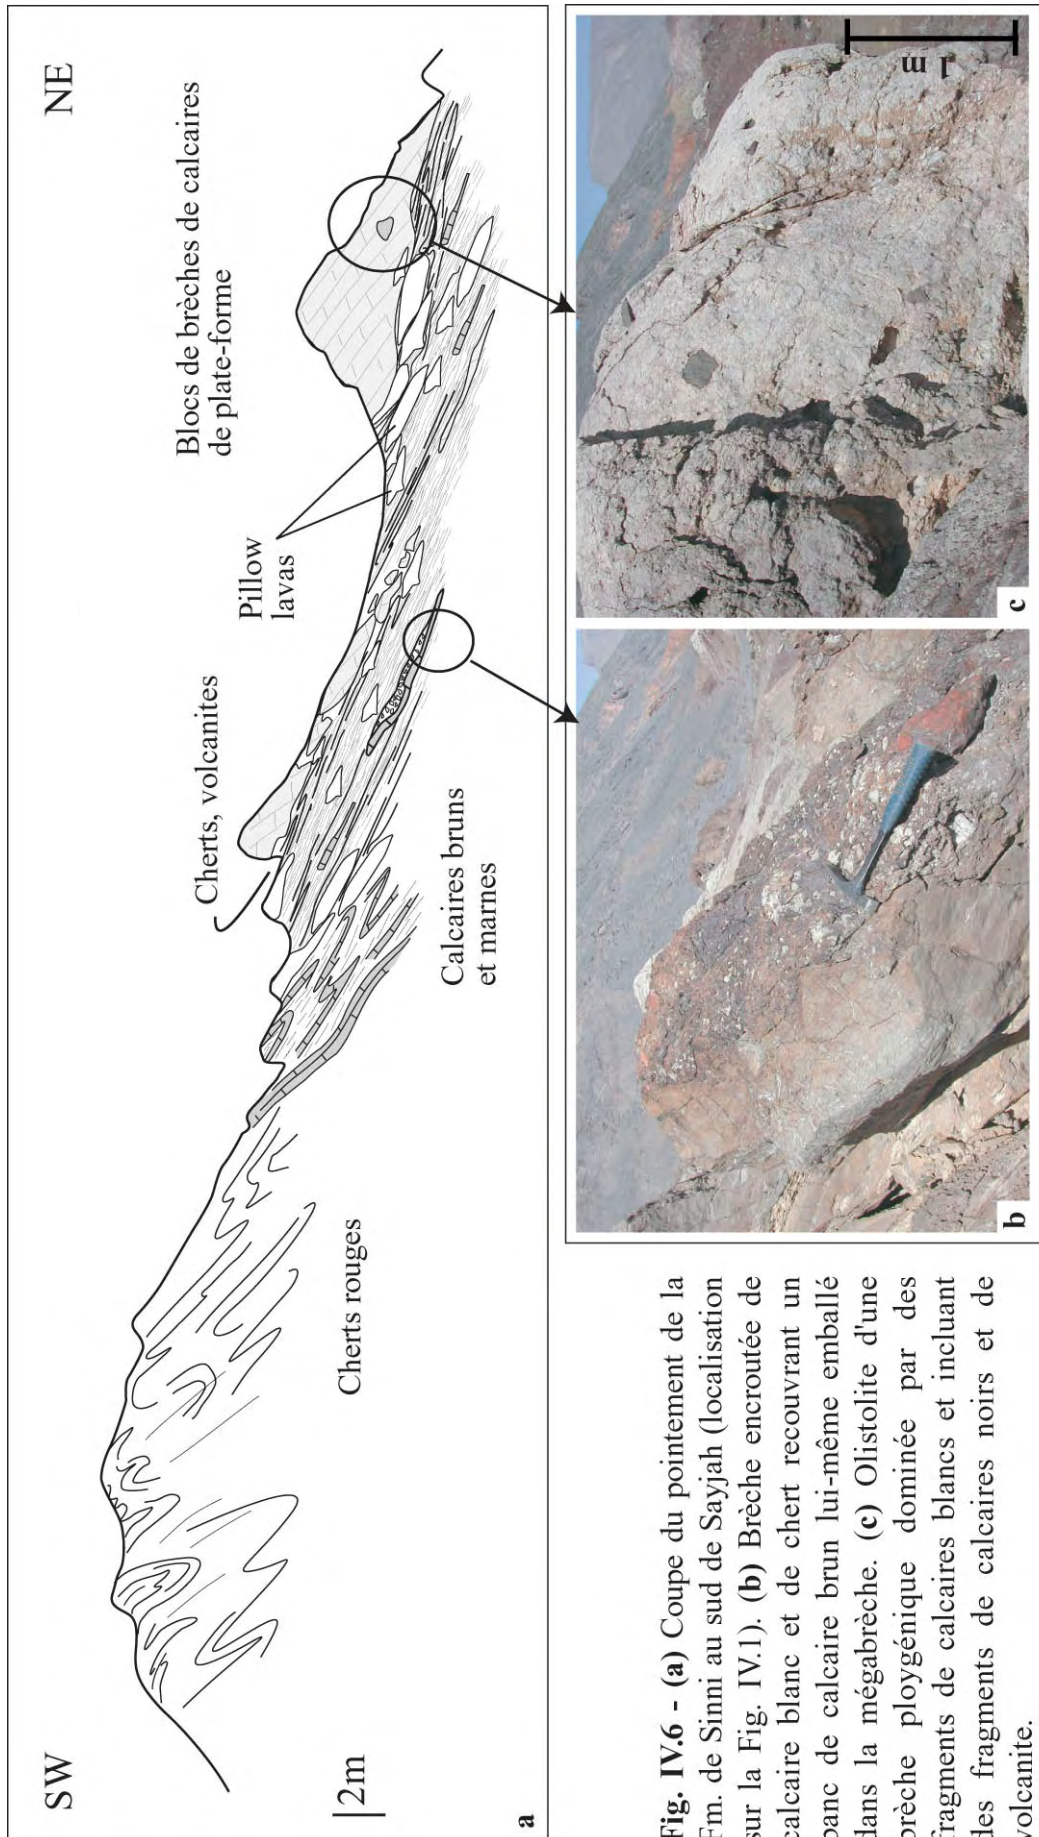 SW
NE
Blocs de brèches de calcaires
de plate-forme
Pillow
lavas
Cherts, volcanites
Calcaires bruns
et marnes
Cherts rouges
2m
a
b
c
1 m
Fig. IV.6 - (a) Coupe du pointement de la
Fm. de Sinni au sud de Sayjah (localisation
sur la Fig. IV.1). (b) Brèche encroutée de
calcaire blanc et de chert recouvrant un
banc de calcaire brun lui-même emballé
dans la mégabrèche. (c) Olistolite d'une
brèche ploygénique dominée par des
fragments de calcaires blancs et incluant
des fragments de calcaires noirs et de
volcanite.